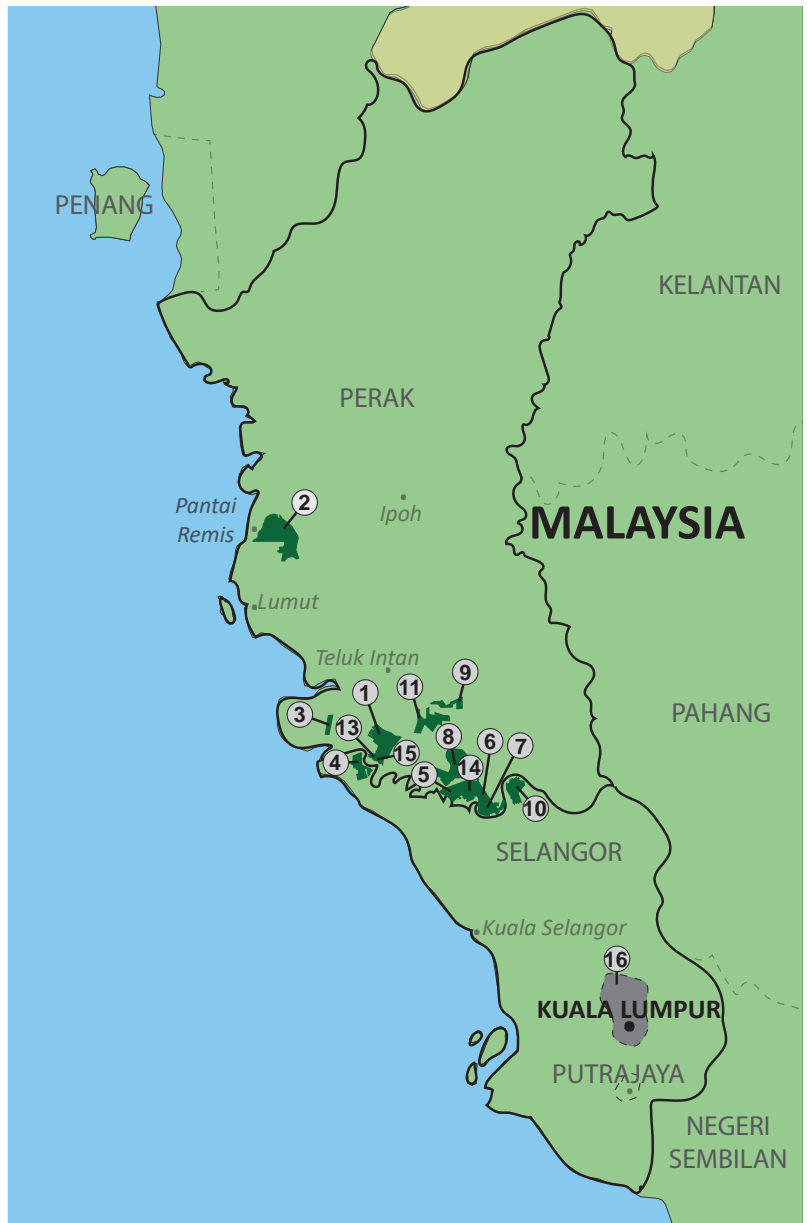 PENANG
KELANTAN
PERAK
Pantai
Remis
2
Ipoh
MALAYSIA
Lumut
Teluk Intan
9
11
1
3
13
15
8
6
7
4
5
14
10
PAHANG
SELANGOR
Kuala Selangor
16
KUALA LUMPUR
PUTRAJAYA
NEGERI
SEMBILAN